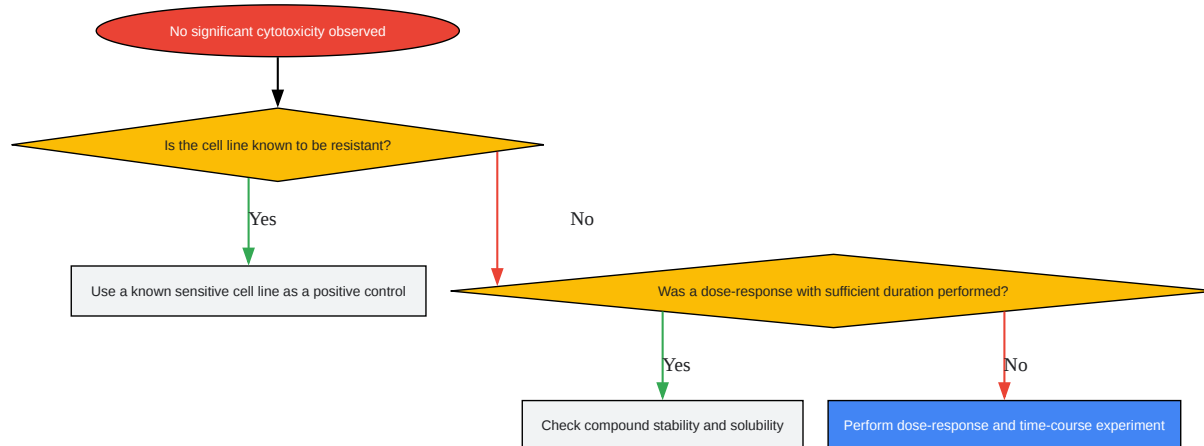 No significant cytotoxicity observed
Is the cell line known to be resistant?
Yes
No
Use a known sensitive cell line as a positive control
Was a dose-response with sufficient duration performed?
Yes
No
Check compound stability and solubility
Perform dose-response and time-course experiment